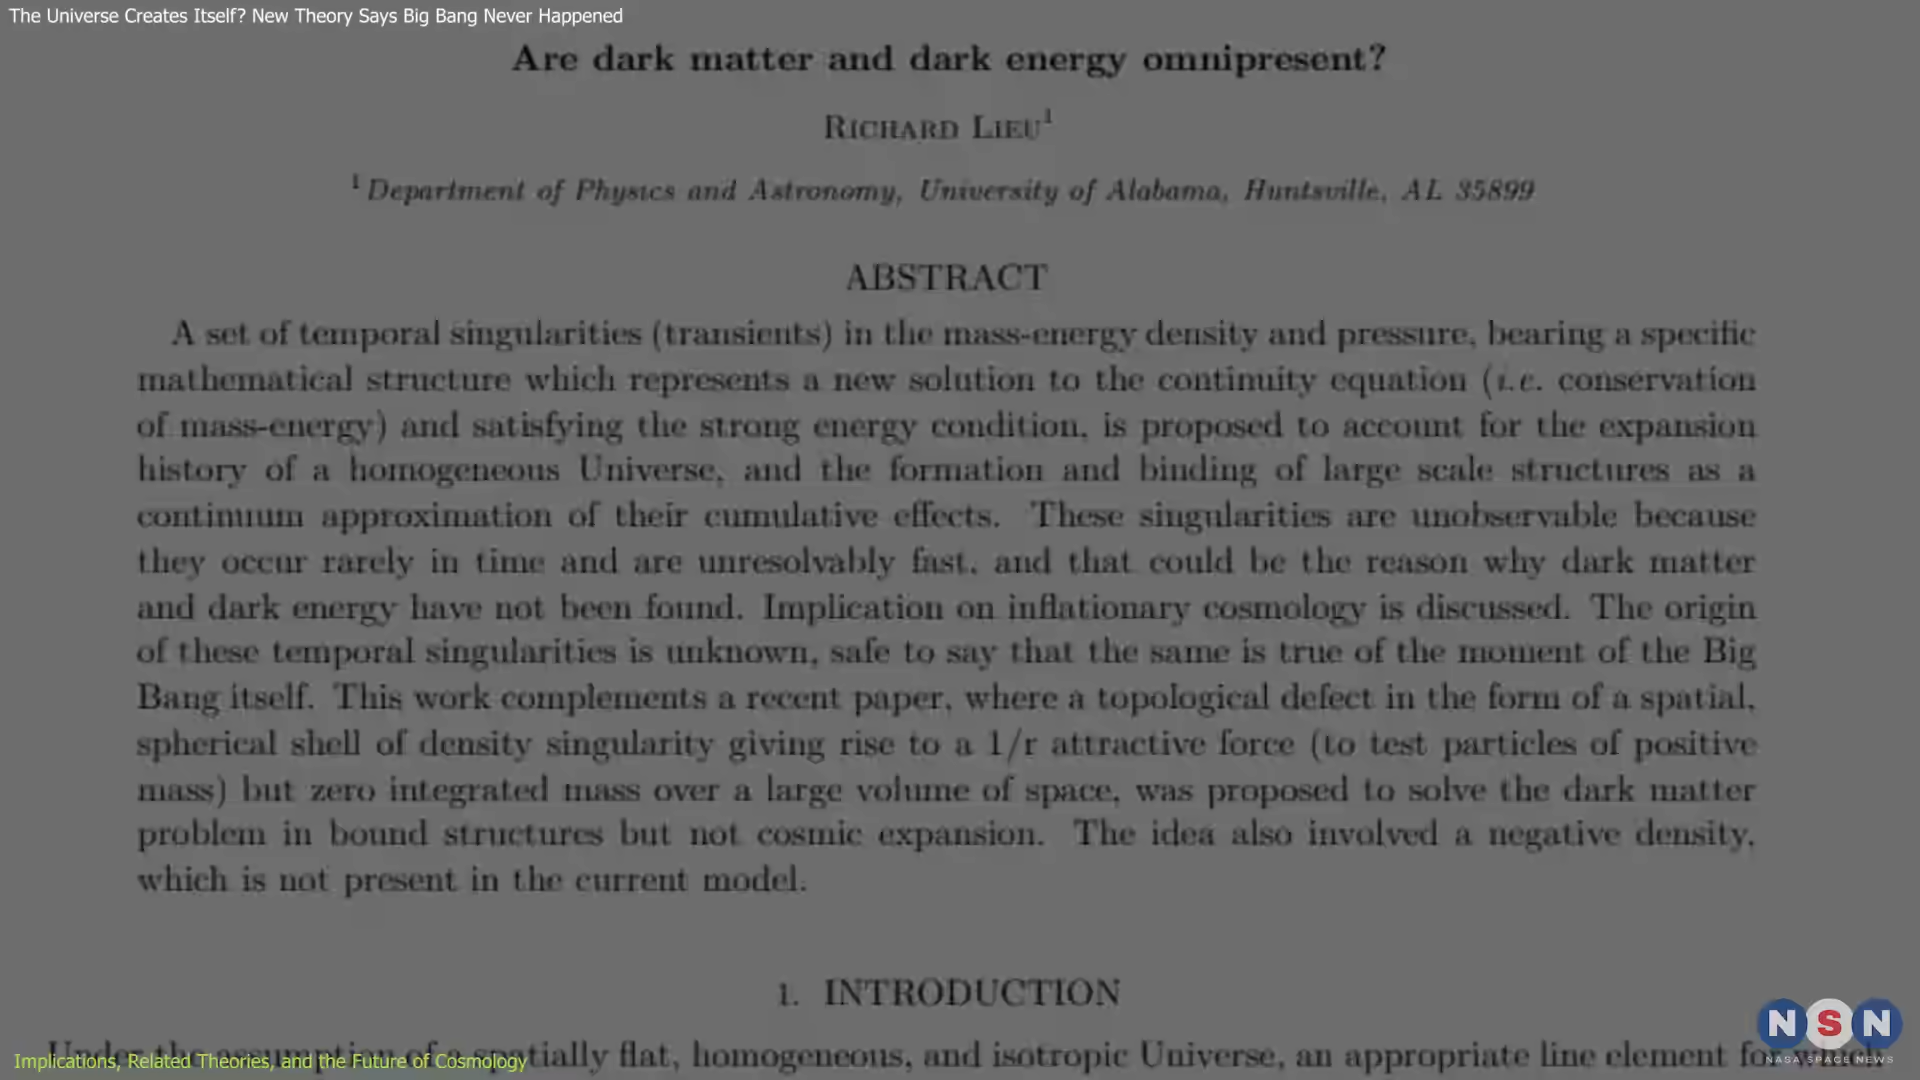 The Universe Creates Itself? New Theory Says Big Bang Never Happened
Are dark matter and dark energy omnipresent?
Richard Lieu¹
¹ Department of Physics and Astronomy, University of Alabama, Huntsville, AL 35899
ABSTRACT
A set of temporal singularities (transients) in the mass-energy density and pressure, bearing a specific
mathematical structure which represents a new solution to the continuity equation (i.e. conservation
of mass-energy) and satisfying the strong energy condition, is proposed to account for the expansion
history of a homogeneous Universe, and the formation and binding of large scale structures as a
continuum approximation of their cumulative effects. These singularities are unobservable because
they occur rarely in time and are unresolvably fast, and that could be the reason why dark matter
and dark energy have not been found. Implication on inflationary cosmology is discussed. The origin
of these temporal singularities is unknown, safe to say that the same is true of the moment of the Big
Bang itself. This work complements a recent paper, where a topological defect in the form of a spatial,
spherical shell of density singularity giving rise to a 1/r attractive force (to test particles of positive
mass) but zero integrated mass over a large volume of space, was proposed to solve the dark matter
problem in bound structures but not cosmic expansion. The idea also involved a negative density,
which is not present in the current model.
1. INTRODUCTION
Under the assumption of a spatially flat, homogeneous, and isotropic Universe, an appropriate line element for which
Implications, Related Theories, and the Future of Cosmology
NSN
NASA SPACE NEWS